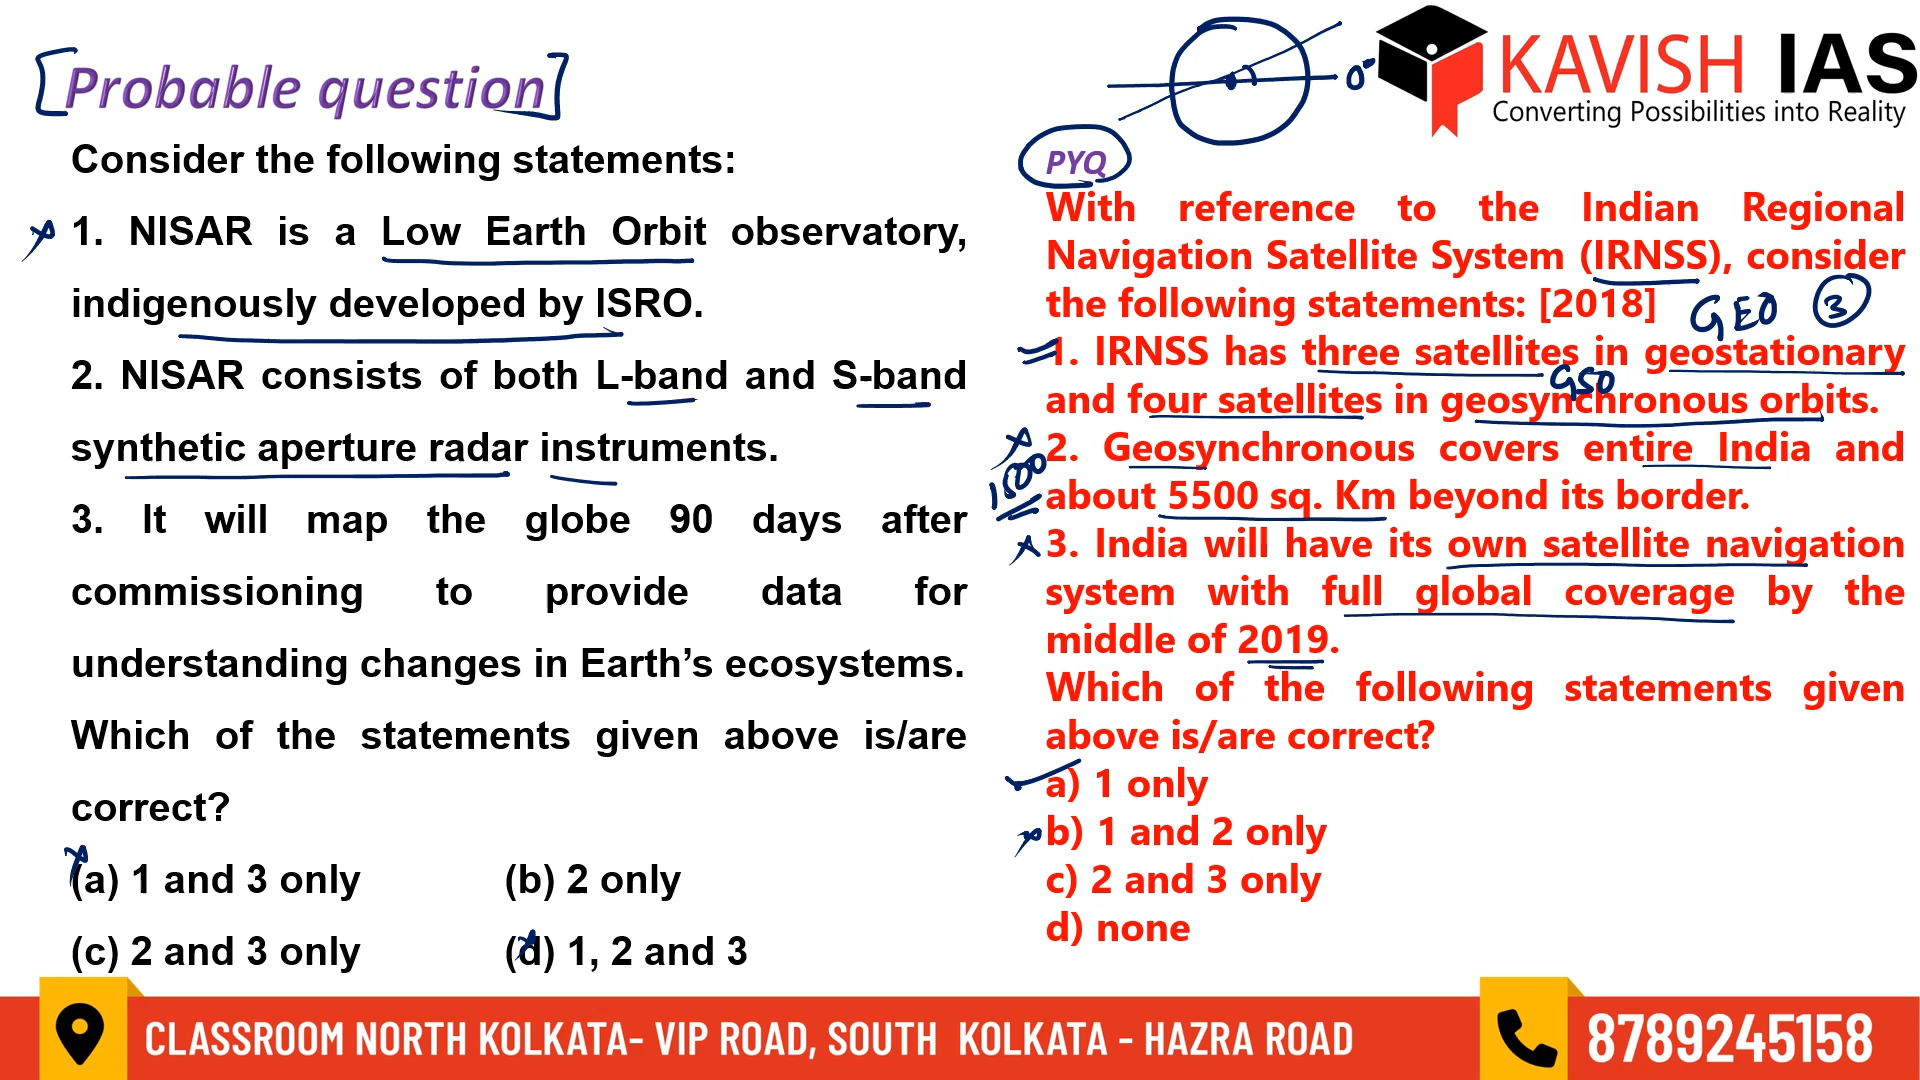 Probable question
Consider the following statements:
1. NISAR is a Low Earth Orbit observatory,
indigenously developed by ISRO.
2. NISAR consists of both L-band and S-band
synthetic aperture radar instruments.
3. It will map the globe 90 days after
commissioning to provide data for
understanding changes in Earth’s ecosystems.
Which of the statements given above is/are
correct?
(a) 1 and 3 only (b) 2 only
(c) 2 and 3 only (d) 1, 2 and 3
0°
KAVISH IAS
Converting Possibilities into Reality
PYQ
With reference to the Indian Regional
Navigation Satellite System (IRNSS), consider
the following statements: [2018]
GEO 3
1. IRNSS has three satellites in geostationary
GSO
and four satellites in geosynchronous orbits.
2. Geosynchronous covers entire India and
1500
about 5500 sq. Km beyond its border.
3. India will have its own satellite navigation
system with full global coverage by the
middle of 2019.
Which of the following statements given
above is/are correct?
a) 1 only
b) 1 and 2 only
c) 2 and 3 only
d) none
CLASSROOM NORTH KOLKATA- VIP ROAD, SOUTH KOLKATA - HAZRA ROAD
8789245158